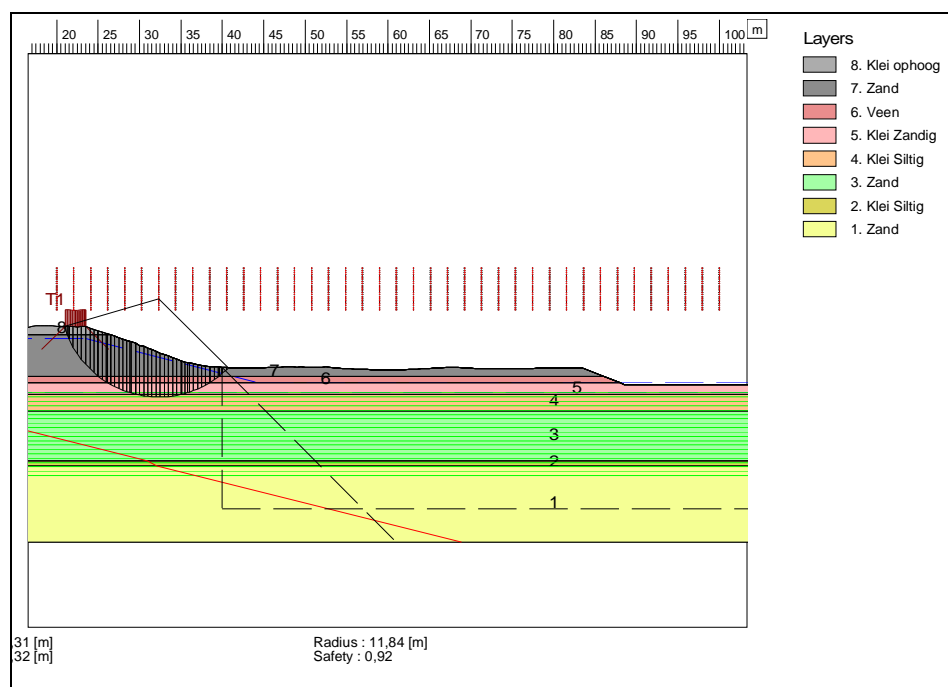 20 25 30 35 40 45 50 55 60 65 70 75 80 85 90 95 100 m
Layers
8. Klei ophoog
7. Zand
6. Veen
5. Klei Zandig
4. Klei Siltig
3. Zand
2. Klei Siltig
1. Zand
T1
8
7
6
5
4
3
2
1
,31 [m]
,32 [m]
Radius : 11,84 [m]
Safety : 0,92